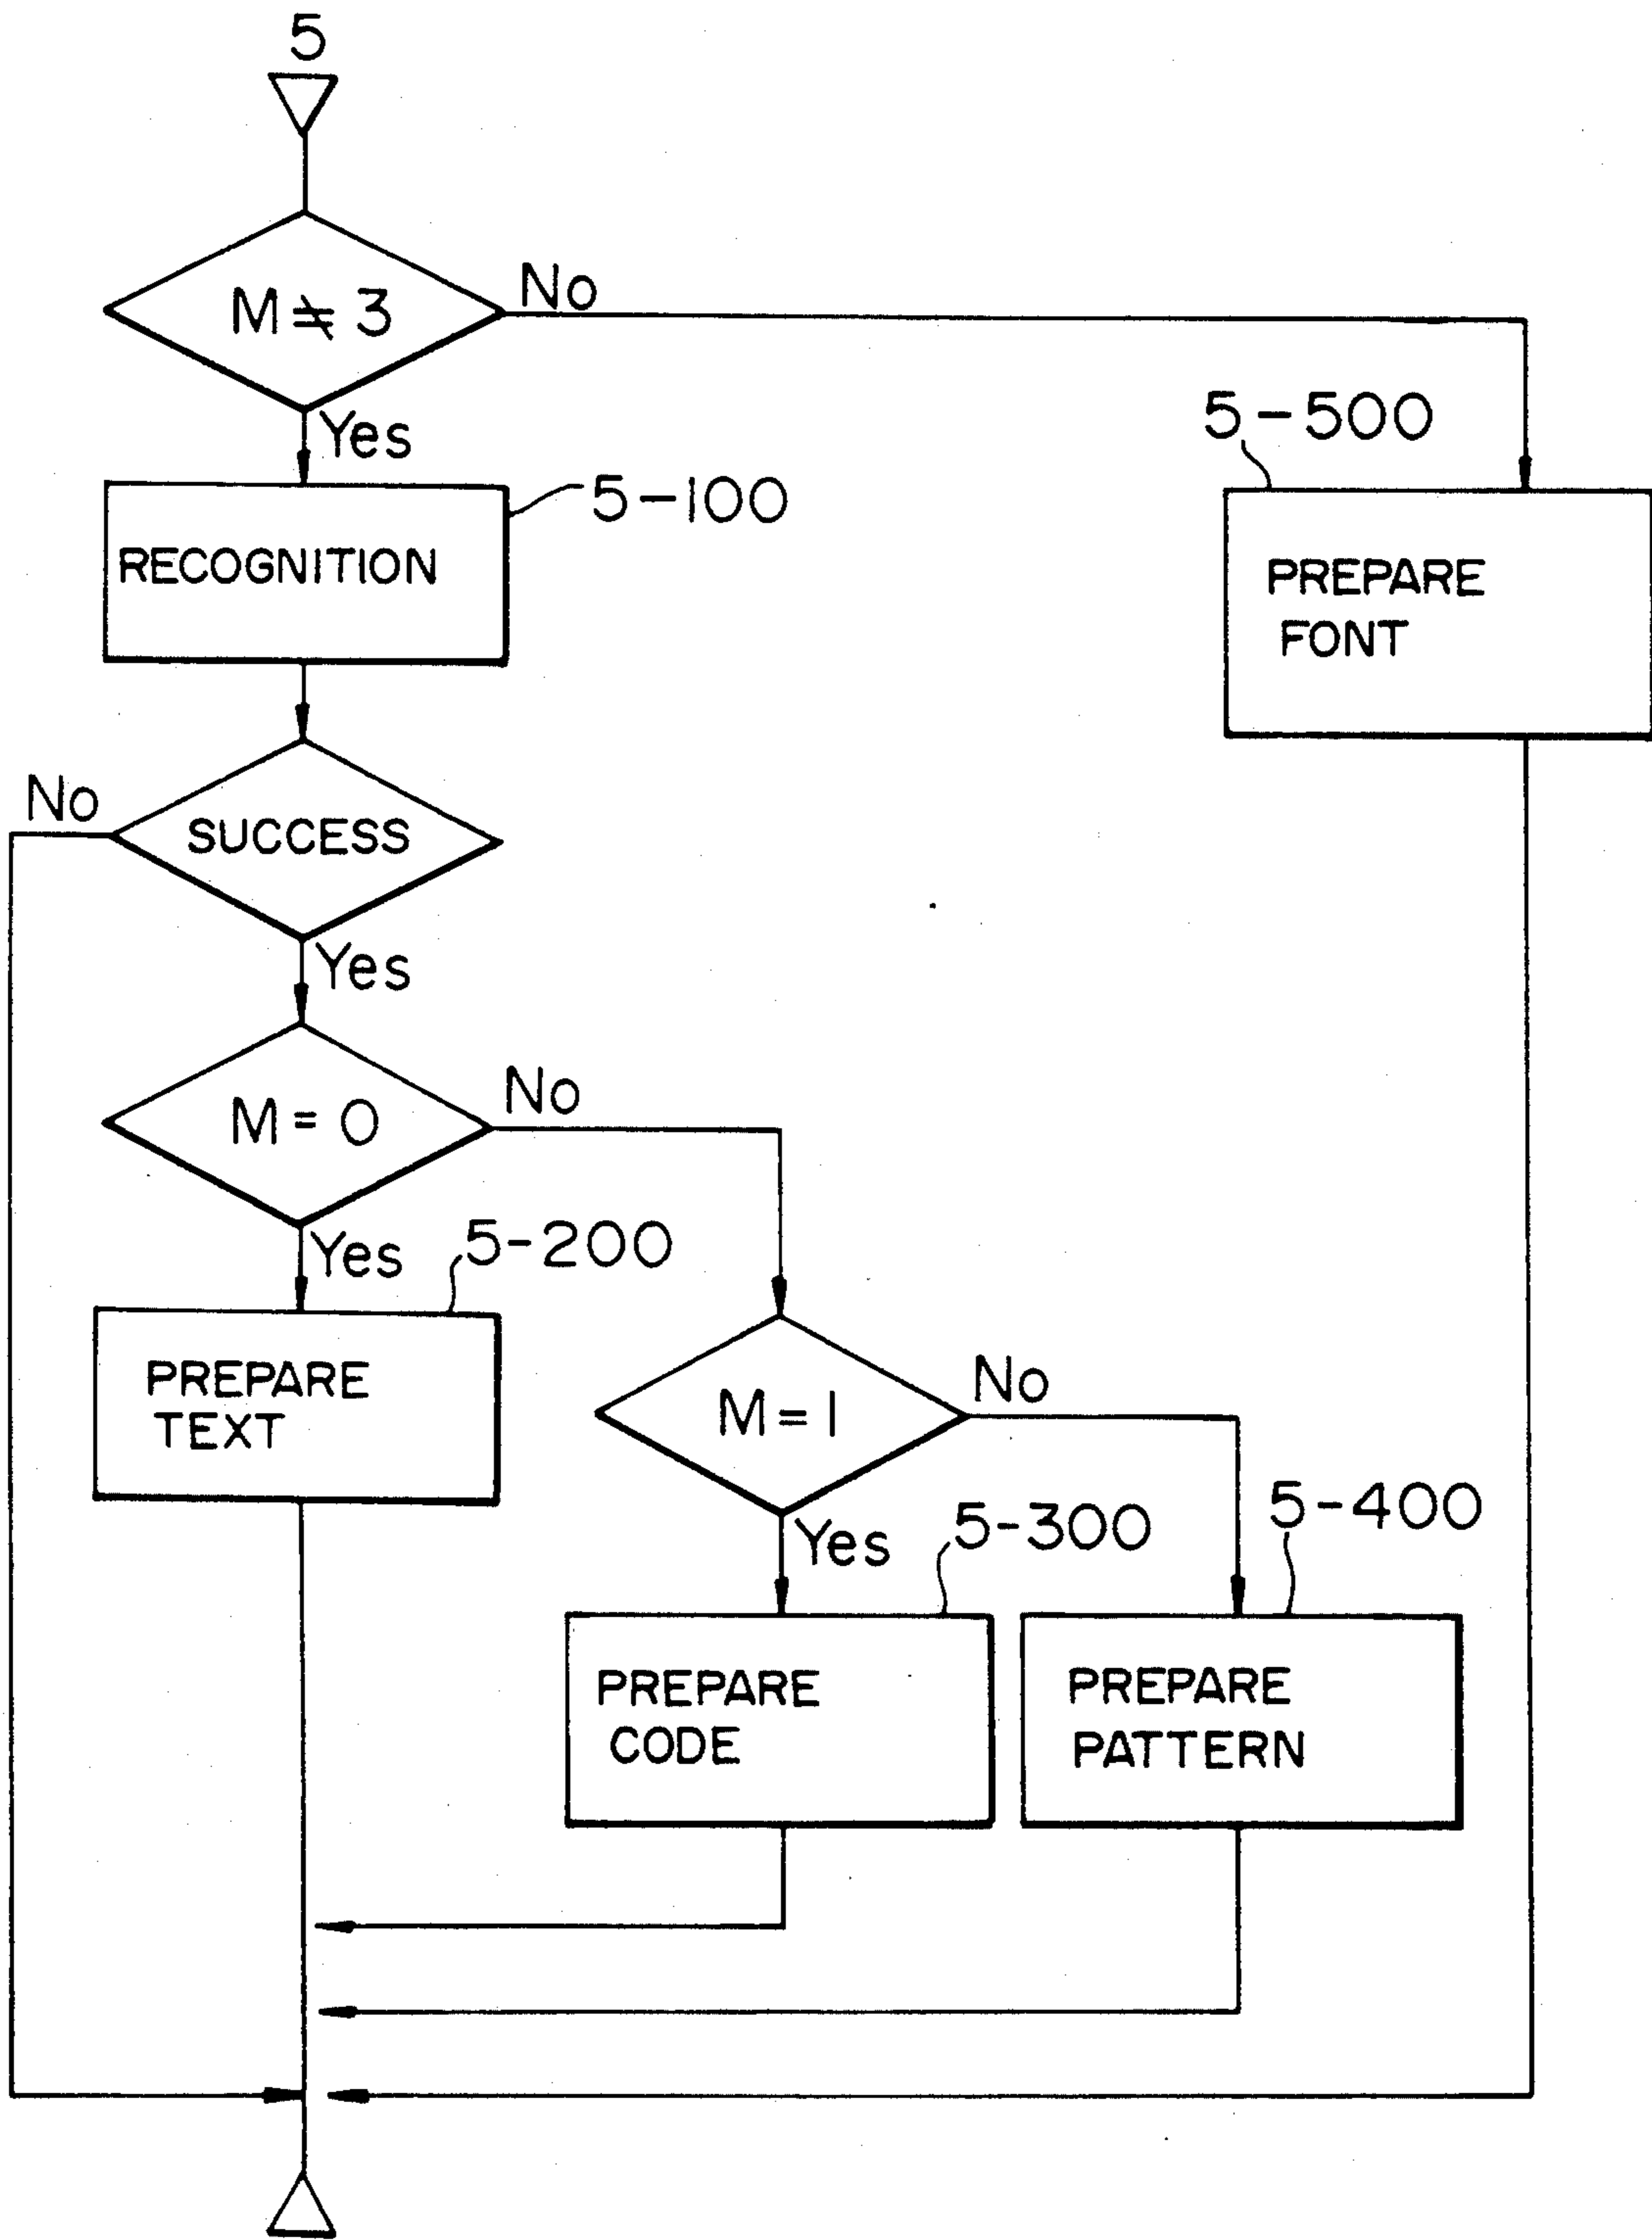 5
M ≠ 3
No
Yes
5-500
5-100
RECOGNITION
PREPARE
FONT
No
SUCCESS
Yes
M = 0
No
Yes
5-200
PREPARE
TEXT
M = 1
No
Yes
5-300
5-400
PREPARE
CODE
PREPARE
PATTERN